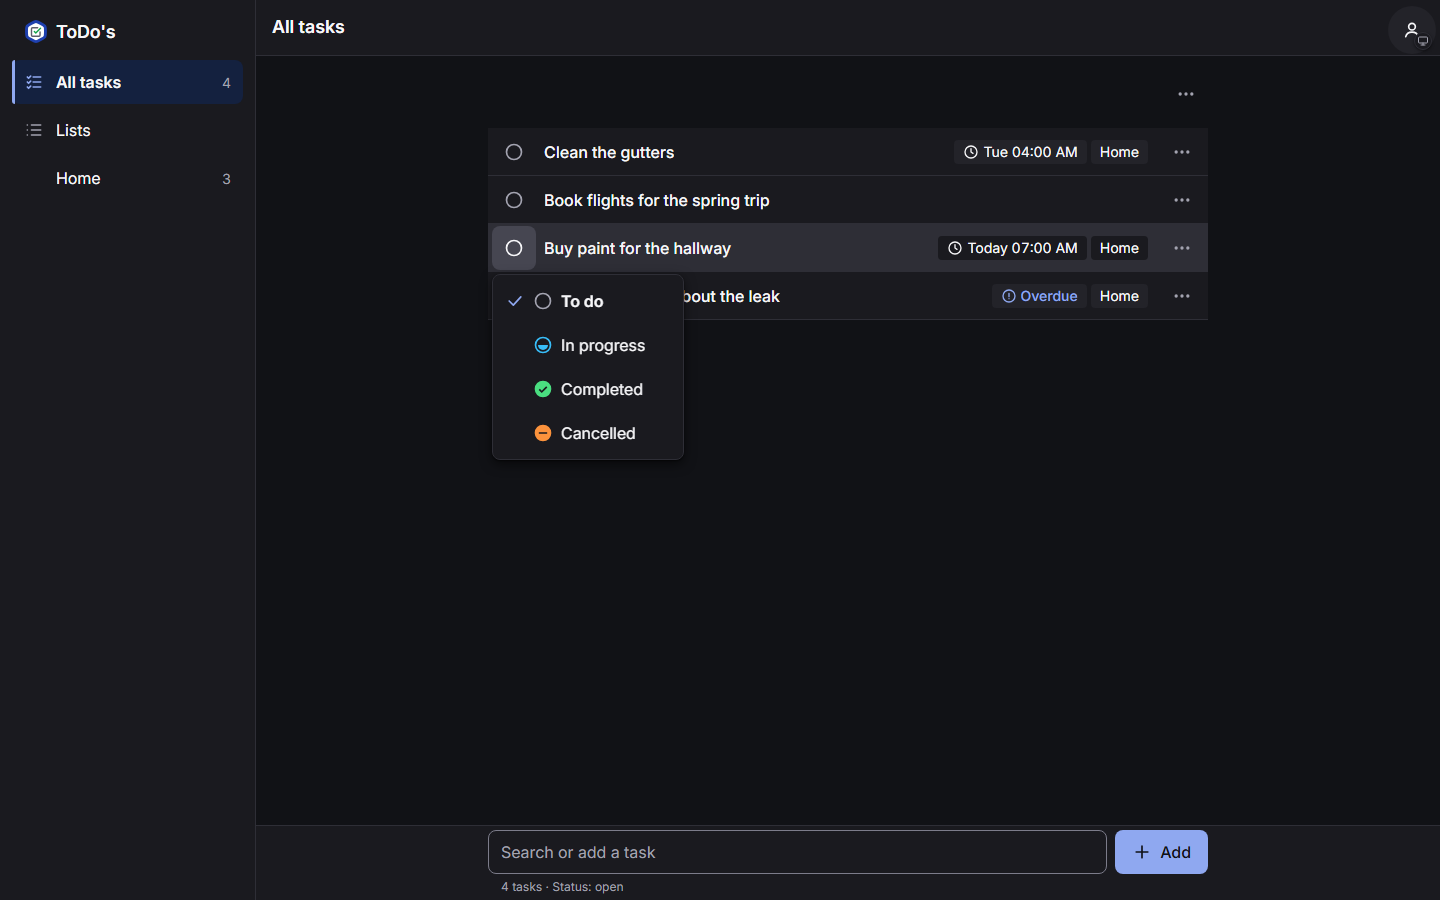 ToDo's
All tasks
All tasks 4
Lists
Home 3
Clean the gutters Tue 04:00 AM Home
Book flights for the spring trip
Buy paint for the hallway Today 07:00 AM Home
bout the leak Overdue Home
To do
In progress
Completed
Cancelled
Search or add a task
Add
4 tasks · Status: open